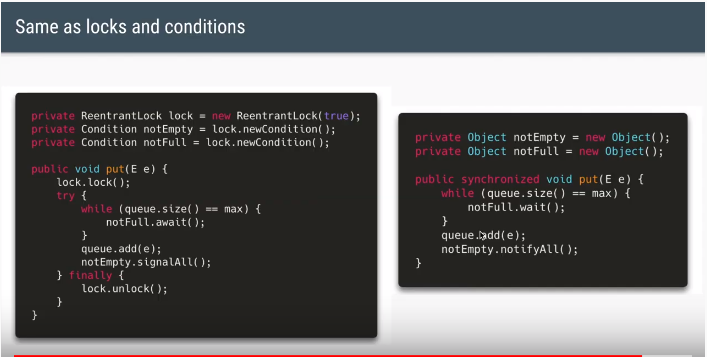 Same as locks and conditions
private ReentrantLock lock = new ReentrantLock(true);
private Condition notEmpty = lock.newCondition();
private Condition notFull = lock.newCondition();
public void put(E e) {
lock.lock();
try {
while (queue.size() == max) {
notFull.await();
}
queue.add(e);
notEmpty.signalAll();
} finally {
lock.unlock();
}
}
private Object notEmpty = new Object();
private Object notFull = new Object();
public synchronized void put(E e) {
while (queue.size() == max) {
notFull.wait();
}
queue.add(e);
notEmpty.notifyAll();
}